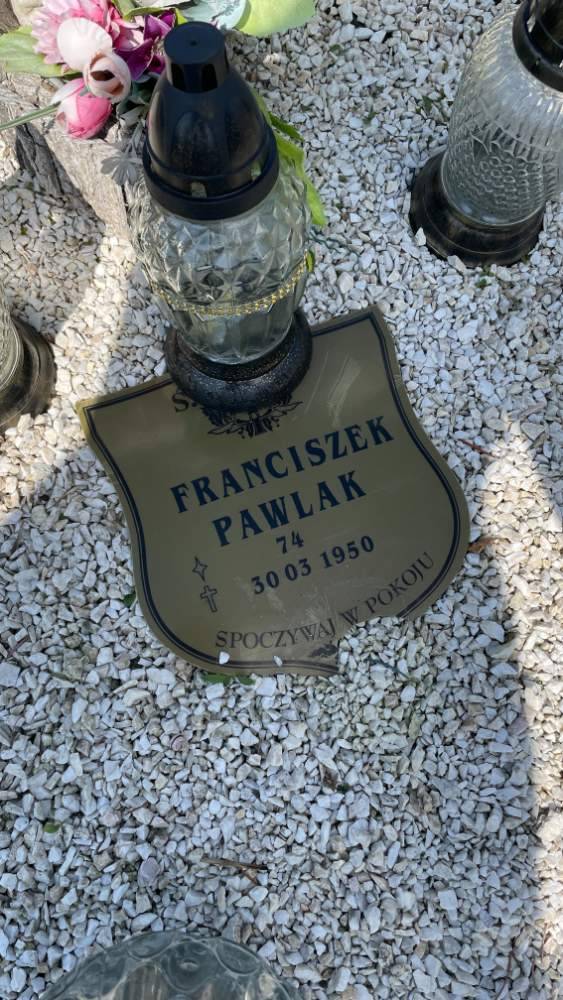 FRANCISZEK
PAWLAK
74
30 03 1950
SPOCZYWAJ W POKOJU